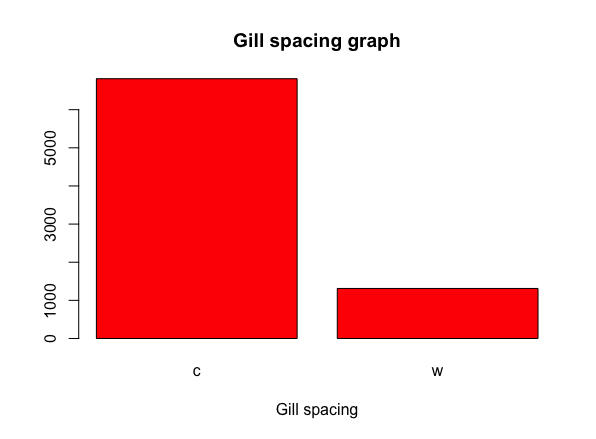 Gill spacing graph
5000
3000
1000
0
c w
Gill spacing